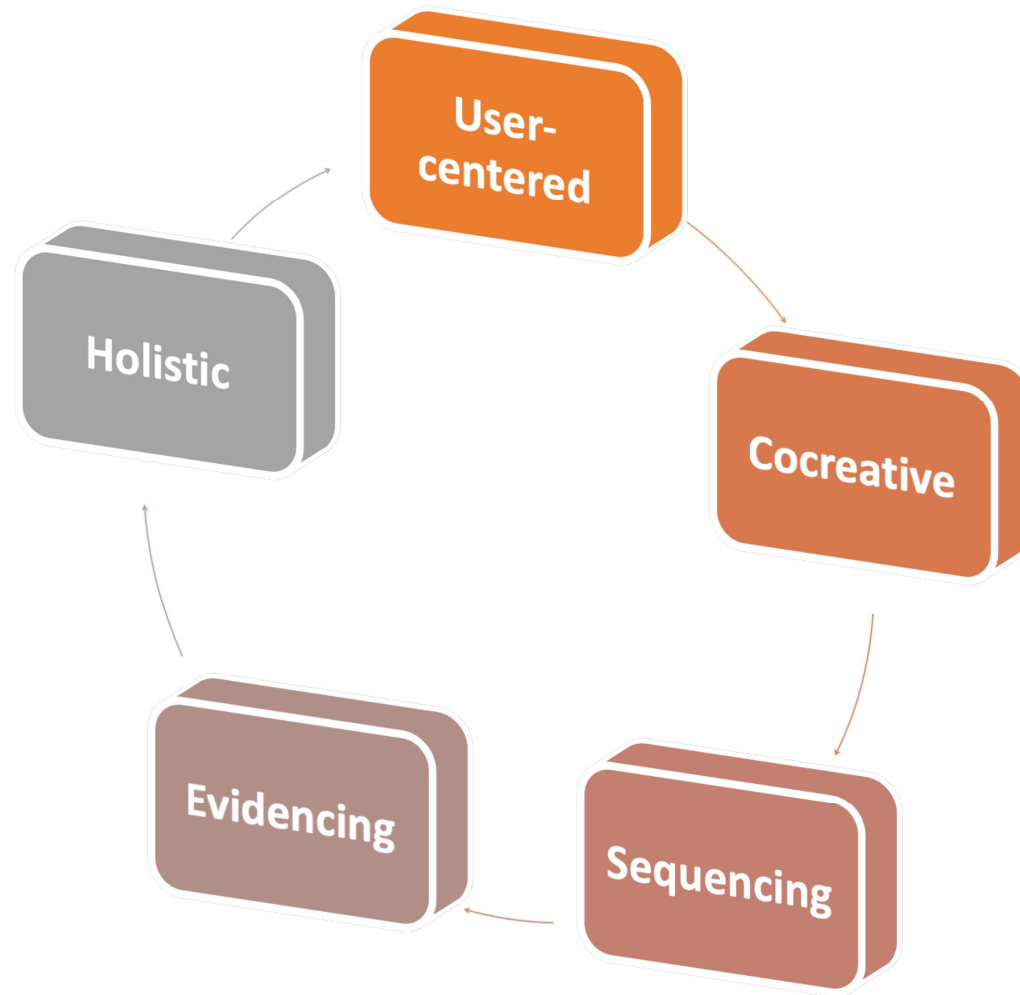 User-
centered
Cocreative
Sequencing
Evidencing
Holistic